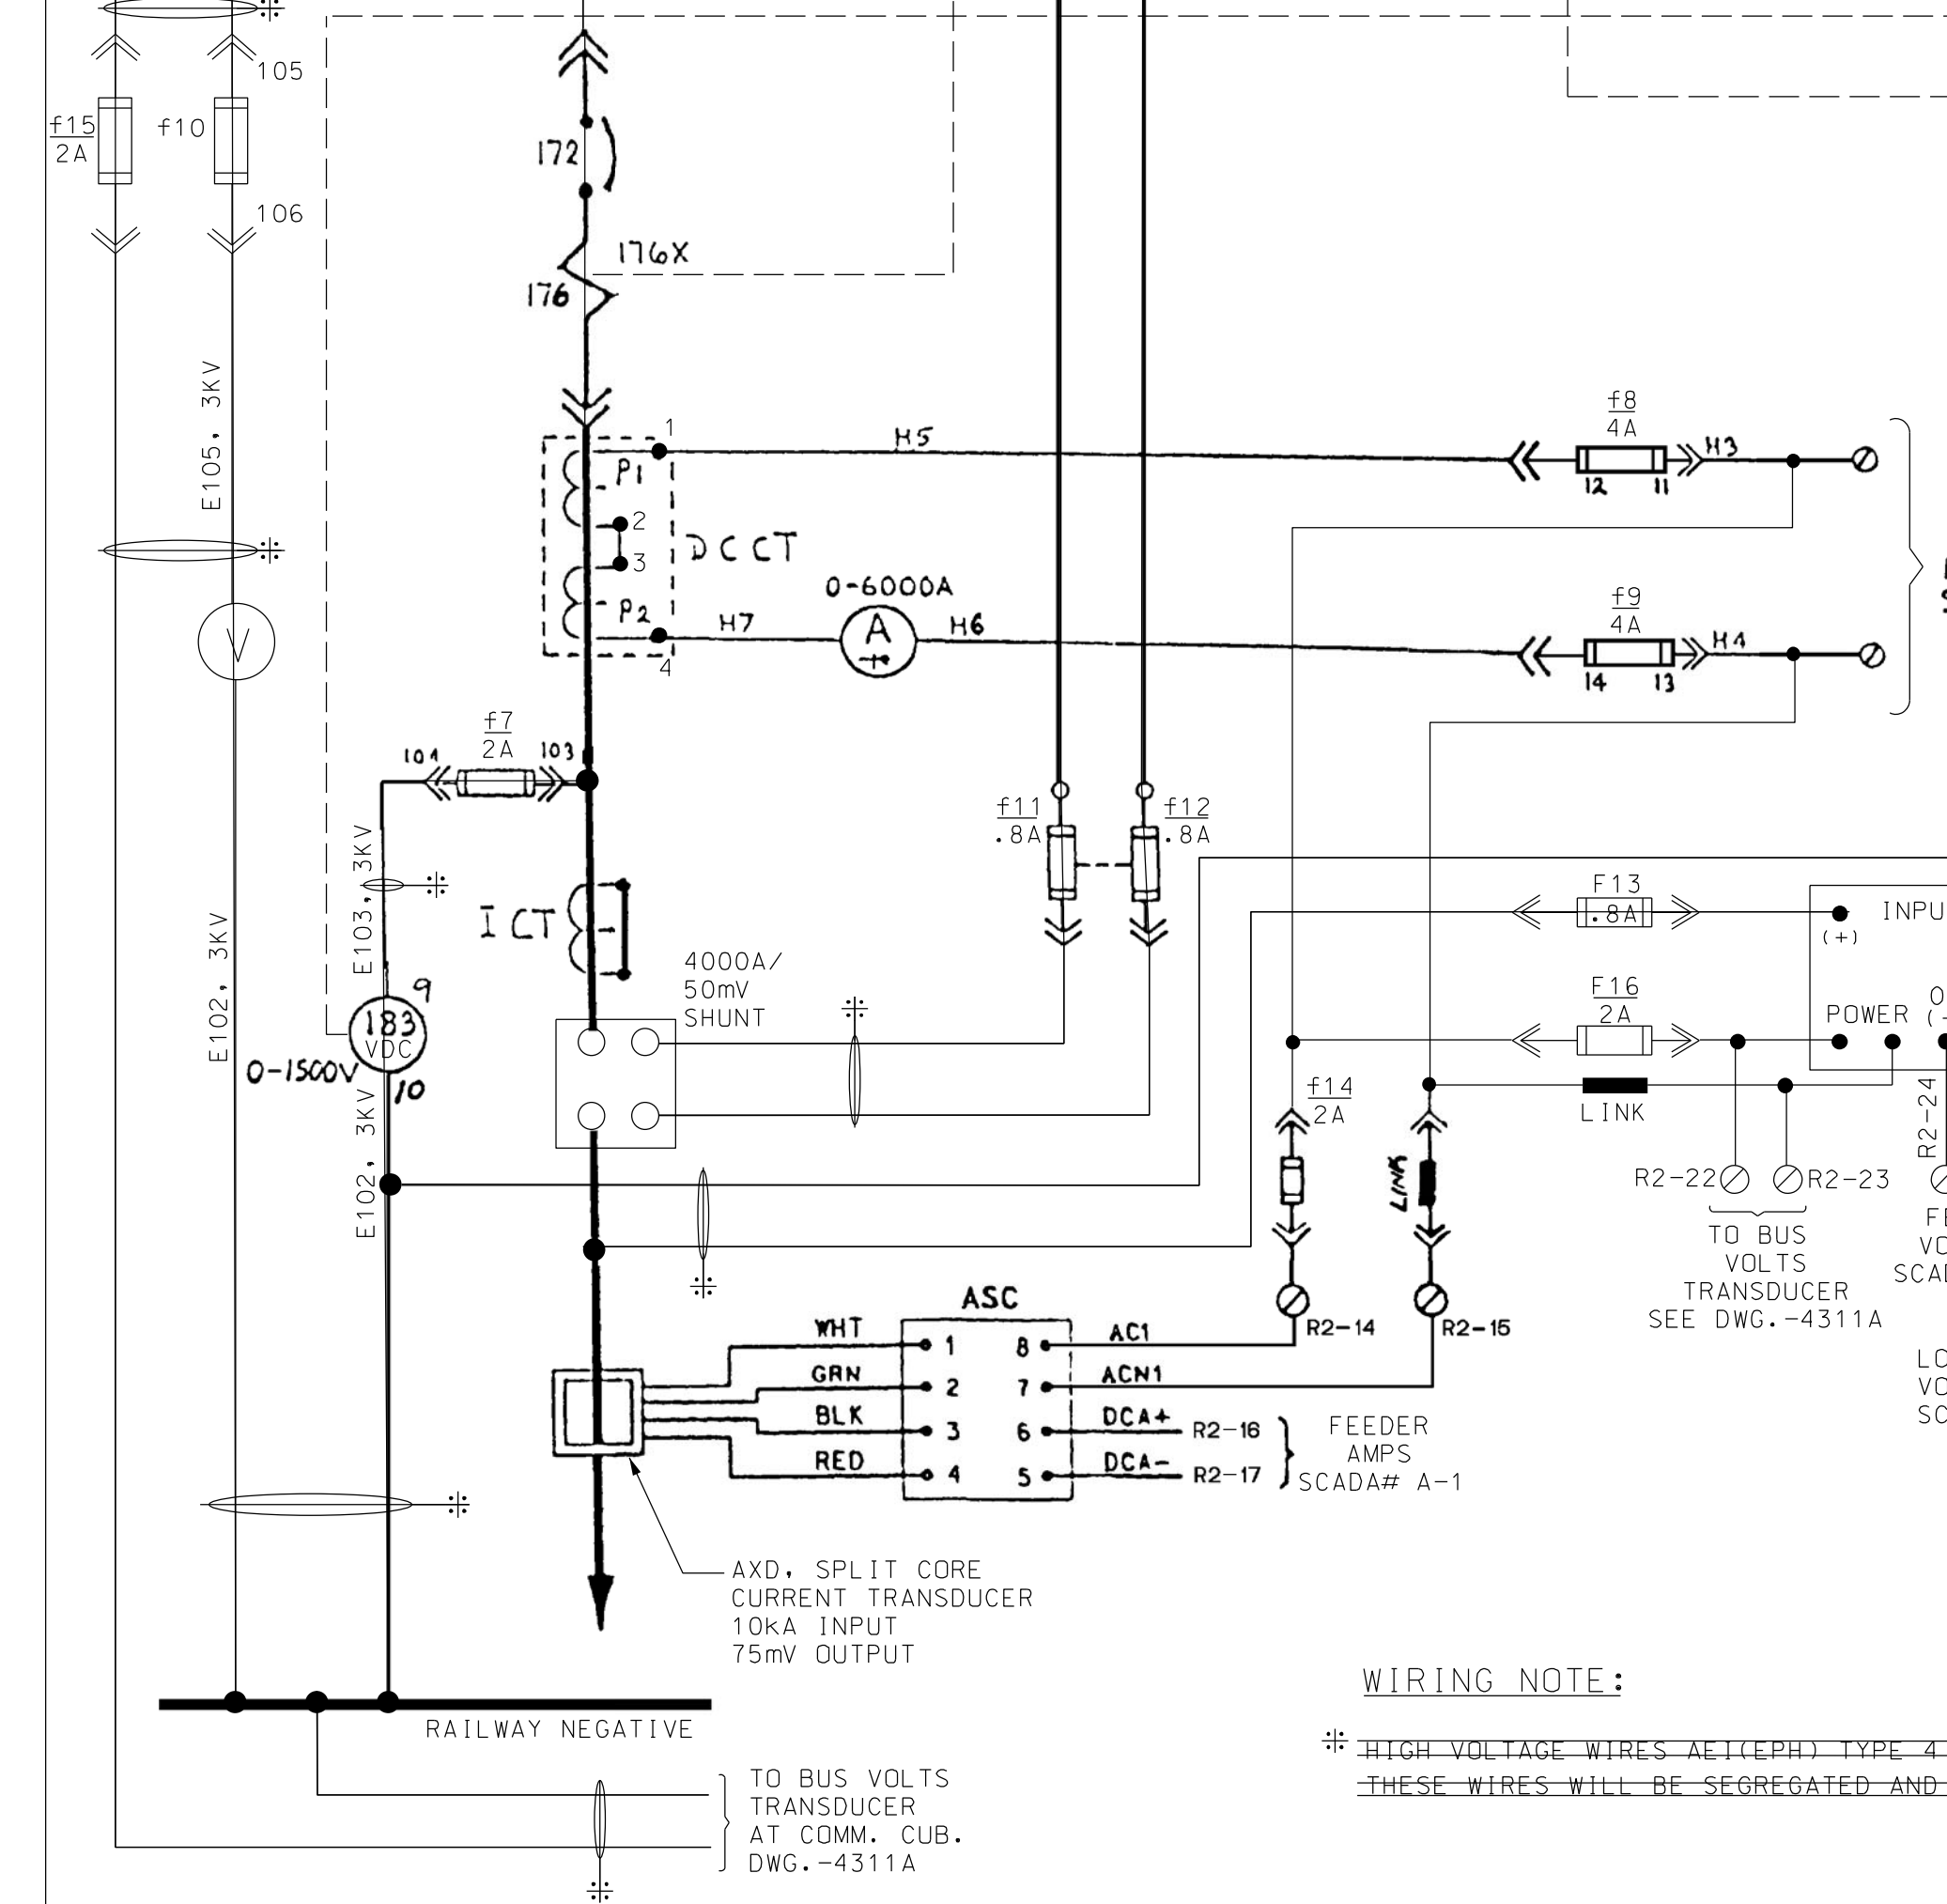 105
f15
2A
f10
106
172
176X
176
E105, 3KV
f8
4A
1
H5
H3
P1
12
11
2
DCCT
3
0-6000A
f9
4A
P2
H7
A
H6
H4
4
14
13
V
f7
2A
104
103
f11
.8A
f12
.8A
E103, 3KV
F13
.8A
INPU
(+)
ICT
E102, 3KV
4000A/
50mV
SHUNT
9
183
VDC
0-1500V
10
F16
2A
POWER
(-
f14
2A
LINK
E102, 3KV
R2-24
LINK
R2-22
R2-23
TO BUS
VOLTS
TRANSDUCER
SEE DWG.-4311A
FE
VO
SCAD
ASC
R2-14
R2-15
WHT
1
8
AC1
GRN
2
7
ACN1
BLK
3
6
DCA+
R2-16
RED
4
5
DCA-
R2-17
FEEDER
AMPS
SCADA# A-1
LO
VO
SC
AXD, SPLIT CORE
CURRENT TRANSDUCER
10kA INPUT
75mV OUTPUT
WIRING NOTE:
RAILWAY NEGATIVE
HIGH VOLTAGE WIRES AEI(EPH) TYPE 4
THESE WIRES WILL BE SEGREGATED AND
TO BUS VOLTS
TRANSDUCER
AT COMM. CUB.
DWG.-4311A